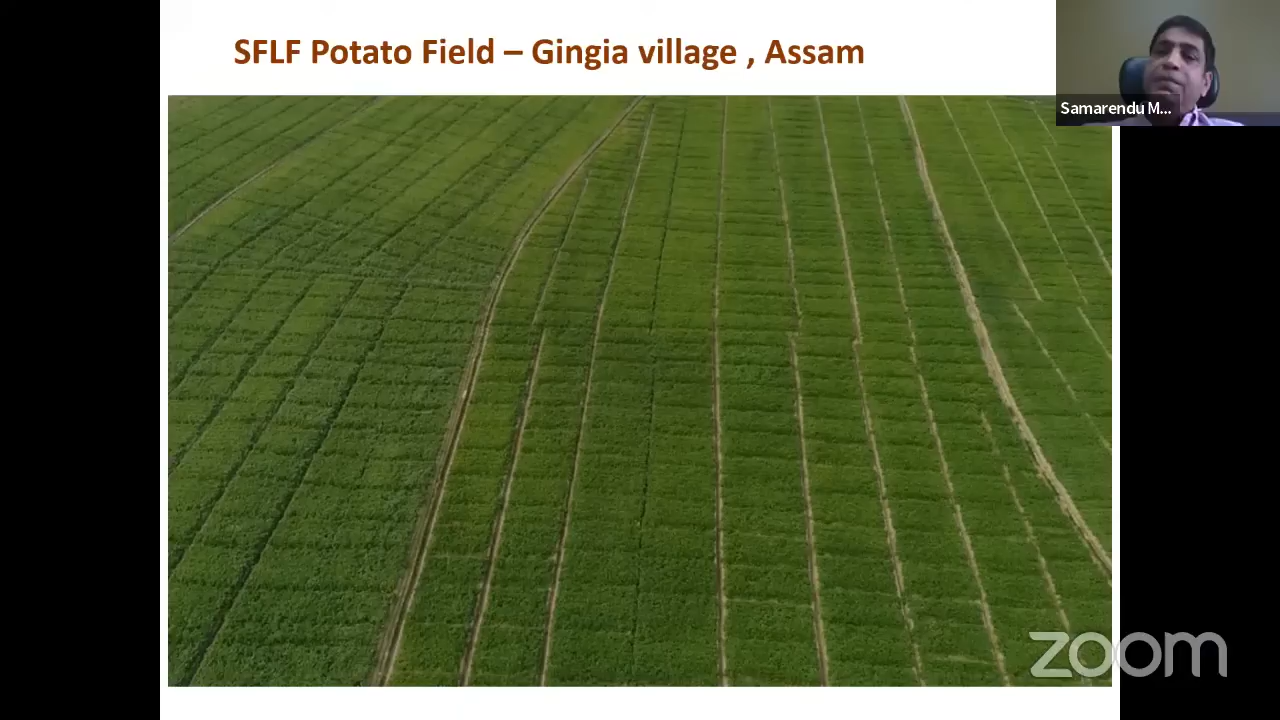 SFLF Potato Field – Gingia village , Assam
Samarendu M...
zoom